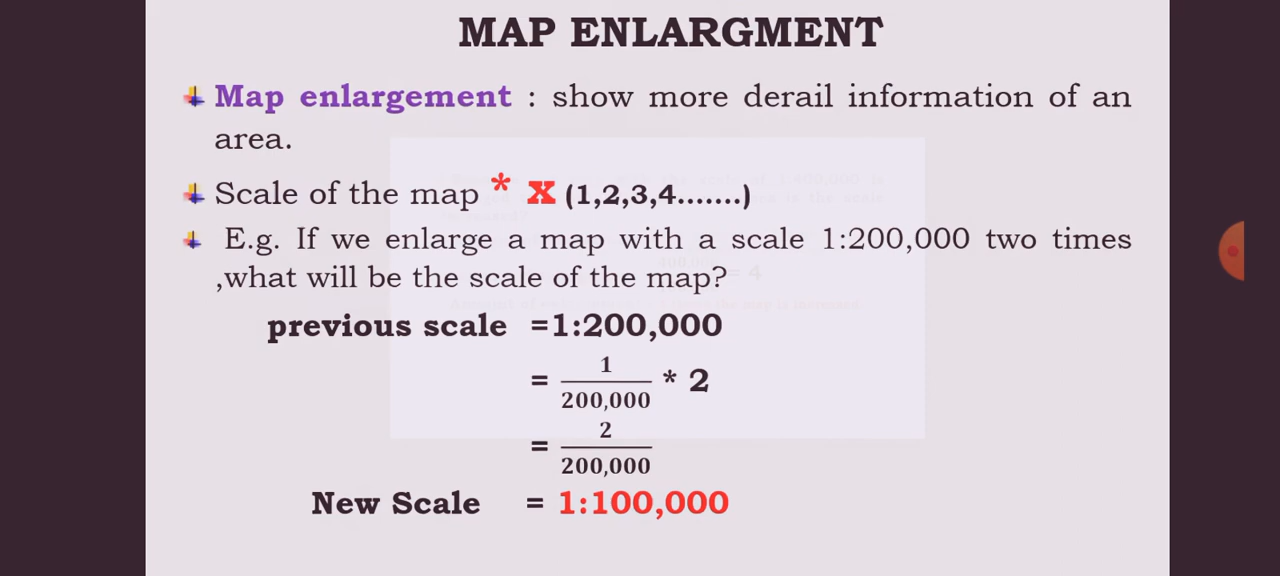 MAP ENLARGMENT
Map enlargement : show more derail information of an
area.
Scale of the map * x (1,2,3,4.......)
E.g. If we enlarge a map with a scale 1:200,000 two times
,what will be the scale of the map?
previous scale =1:200,000
= 1/200,000 * 2
= 2/200,000
New Scale = 1:100,000